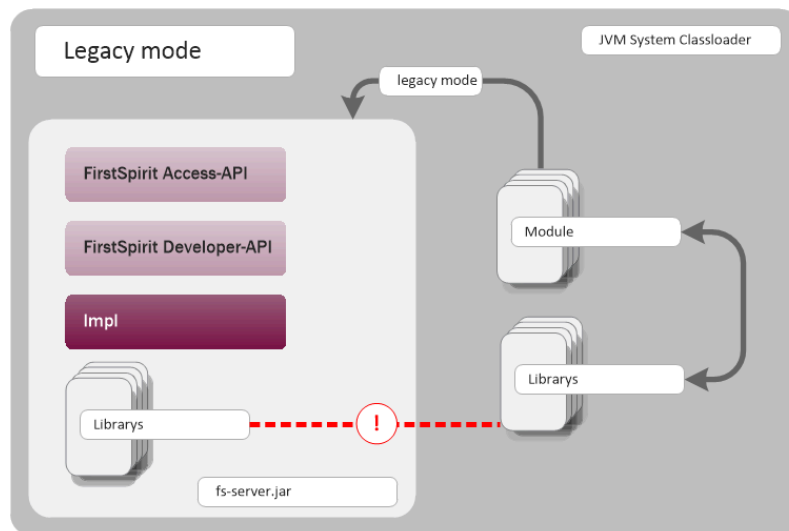 Legacy mode
JVM System Classloader
legacy mode
FirstSpirit Access-API
FirstSpirit Developer-API
Impl
Librarys
fs-server.jar
Module
Librarys
!